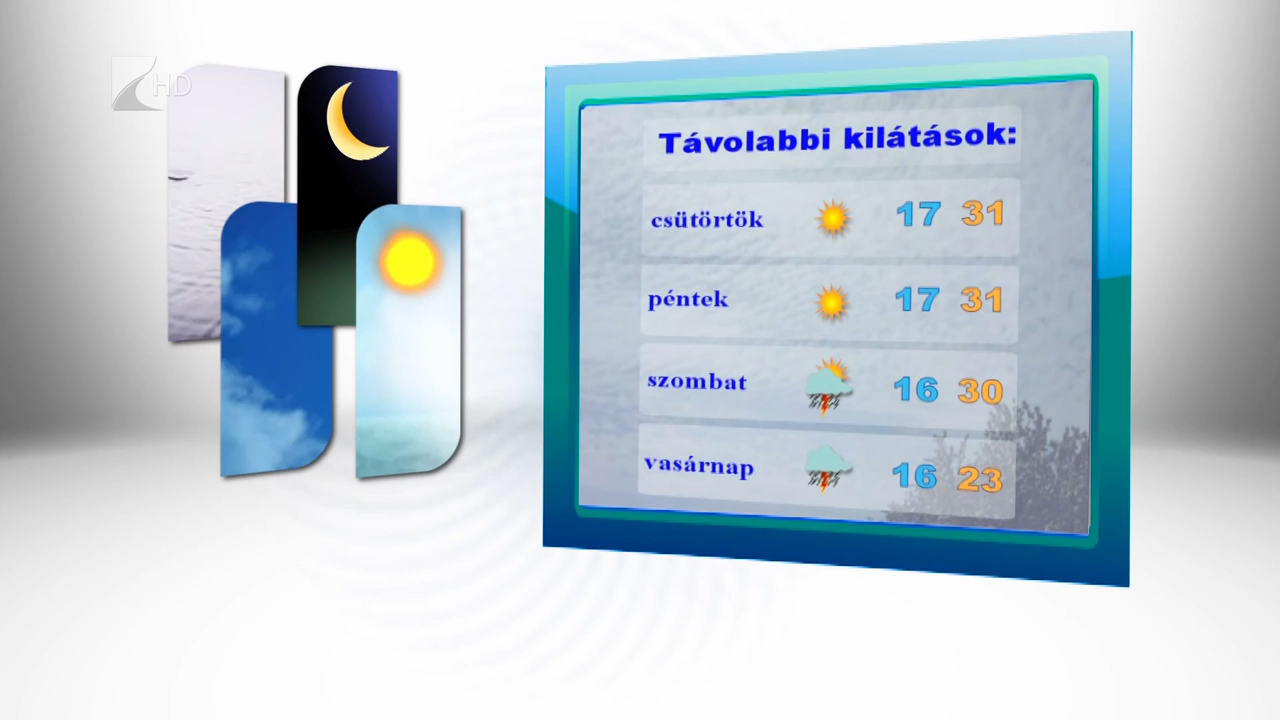 HD
Távolabbi kilátások:
csütörtök 17 31
péntek 17 31
szombat 16 30
vasárnap 16 23